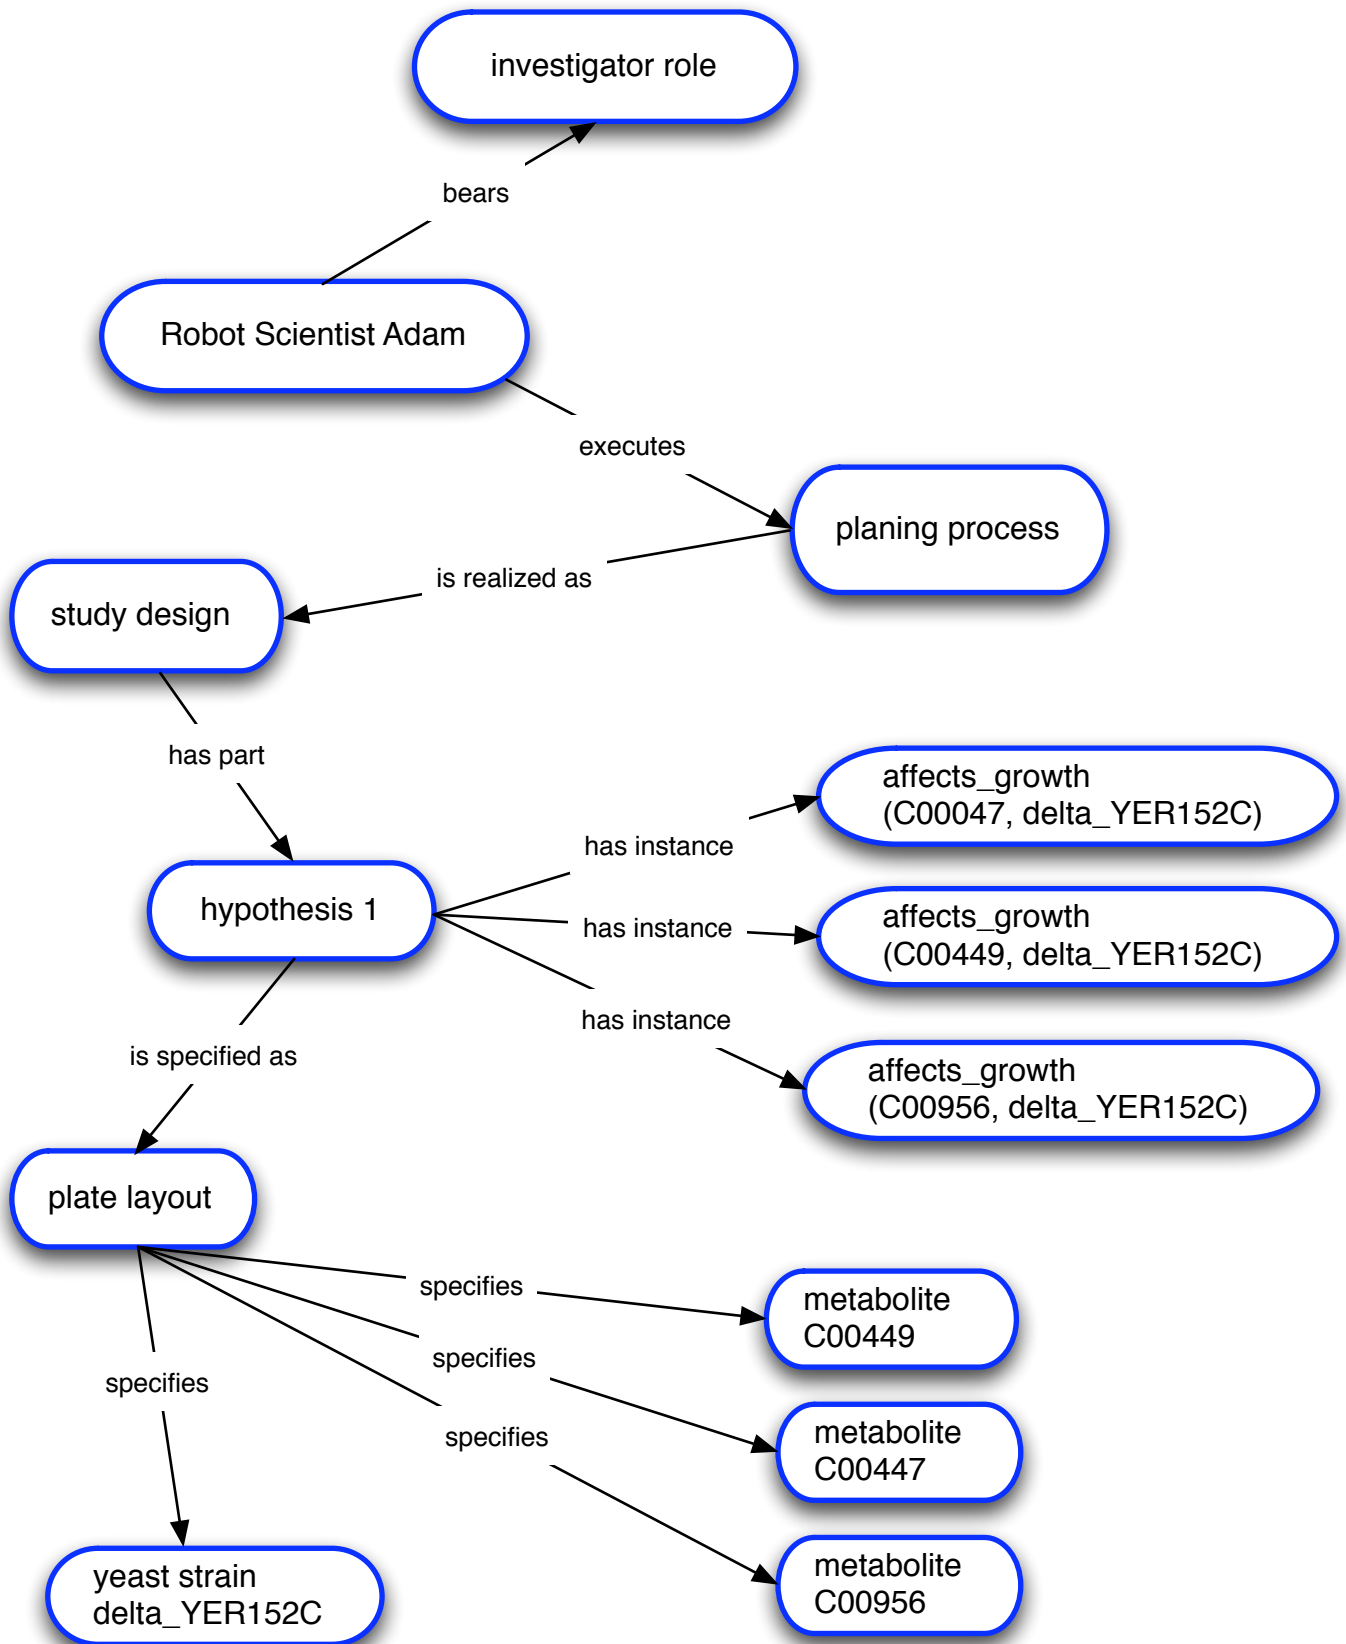 investigator role
bears
Robot Scientist Adam
executes
planing process
is realized as
study design
has part
affects_growth
(C00047, delta_YER152C)
has instance
hypothesis 1
affects_growth
(C00449, delta_YER152C)
has instance
has instance
affects_growth
(C00956, delta_YER152C)
is specified as
plate layout
specifies
metabolite
C00449
specifies
specifies
metabolite
C00447
specifies
metabolite
C00956
yeast strain
delta_YER152C